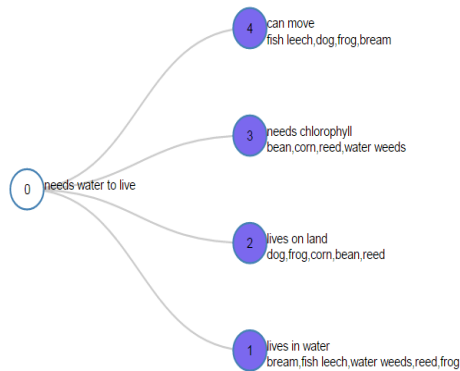 4
can move
fish leech,dog,frog,bream
3
needs chlorophyll
bean,corn,reed,water weeds
0
needs water to live
2
lives on land
dog,frog,corn,bean,reed
1
lives in water
bream,fish leech,water weeds,reed,frog